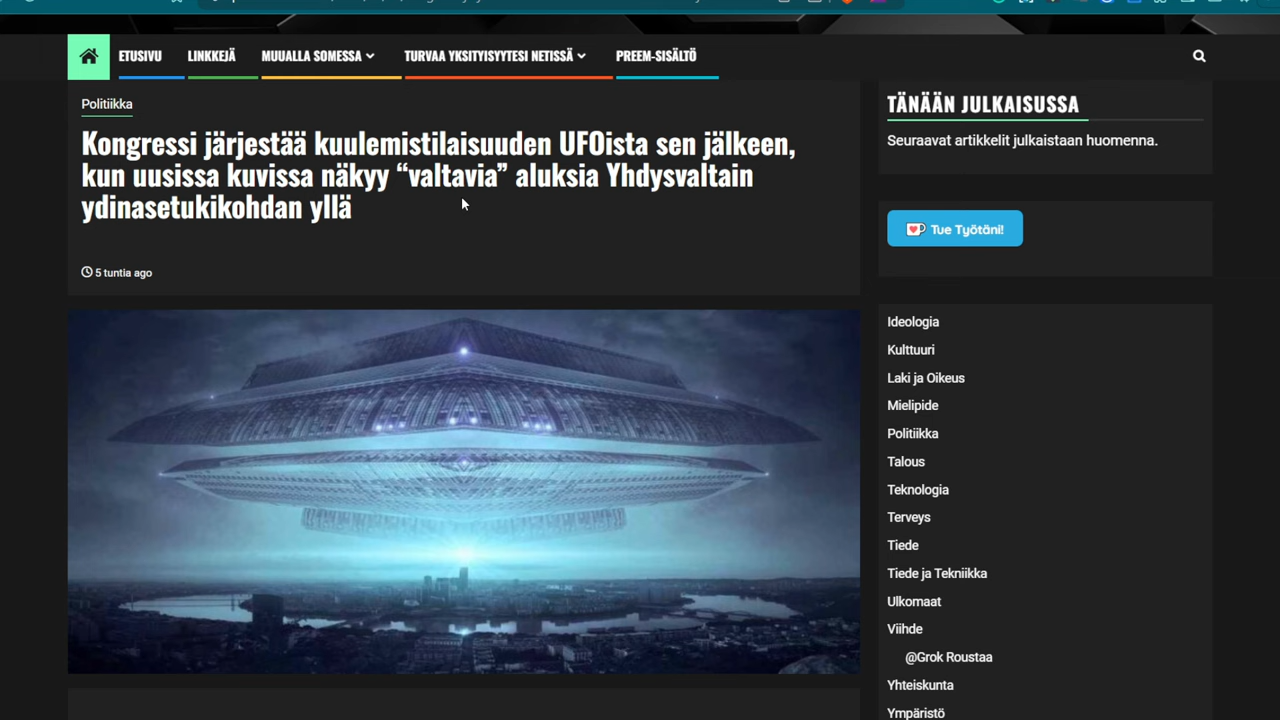 ETUSIVU LINKKEJÄ MUUALLA SOMESSA TURVAA YKSITYISYYTESI NETISSÄ PREEM-SISÄLTÖ
Politiikka
Kongressi järjestää kuulemistilaisuuden UFOista sen jälkeen,
kun uusissa kuvissa näkyy “valtavia” aluksia Yhdysvaltain
ydinasetukikohdan yllä
5 tuntia ago
TÄNÄÄN JULKAISUSSA
Seuraavat artikkelit julkaistaan huomenna.
Tue Työtäni!
Ideologia
Kulttuuri
Laki ja Oikeus
Mielipide
Politiikka
Talous
Teknologia
Terveys
Tiede
Tiede ja Tekniikka
Ulkomaat
Viihde
@Grok Roustaa
Yhteiskunta
Ympäristö